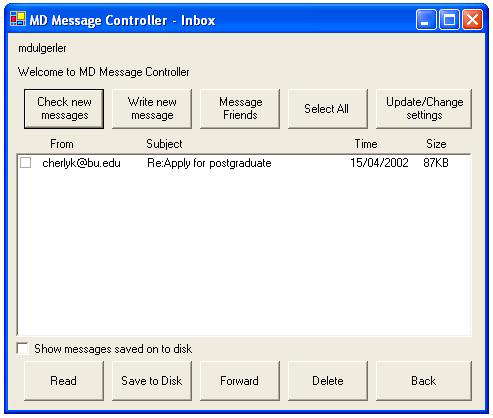 MD Message Controller - Inbox
mdulgerler
Welcome to MD Message Controller
Check new messages
Write new message
Message Friends
Select All
Update/Change settings
From Subject Time Size
cherlyk@bu.edu Re:Apply for postgraduate 15/04/2002 87KB
Show messages saved on to disk
Read Save to Disk Forward Delete Back